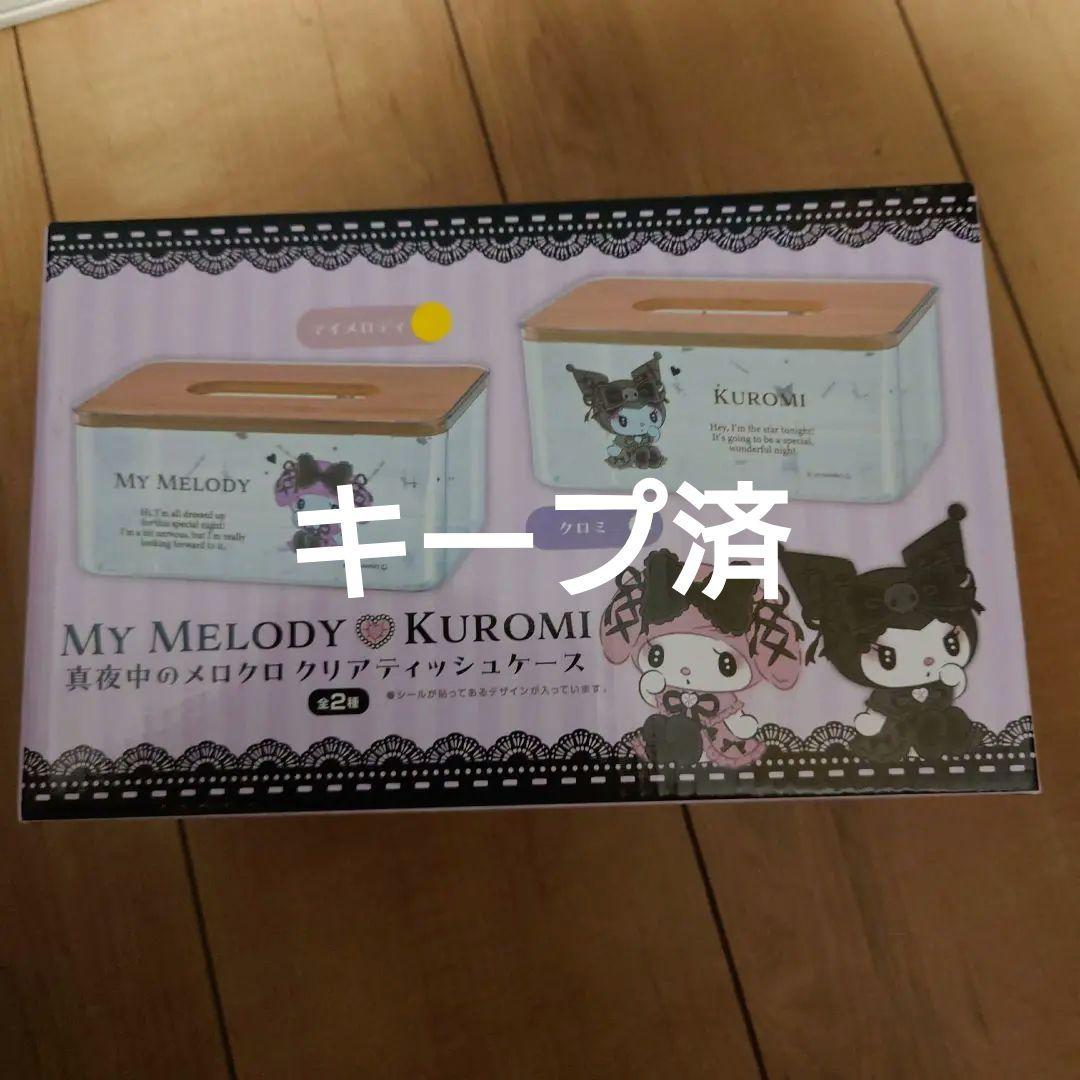 マイメロディ
KUROMI
Hey, I'm the star tonight!
It's going to be a special,
wonderful night.
MY MELODY
Hi, I'm all dressed up
for this special night!
I'm a bit nervous, but I'm really
looking forward to it.
クロミ
キープ済
MY MELODY KUROMI
真夜中のメロクロ クリアティッシュケース
全2種
●シールが貼ってあるデザインが入っています。